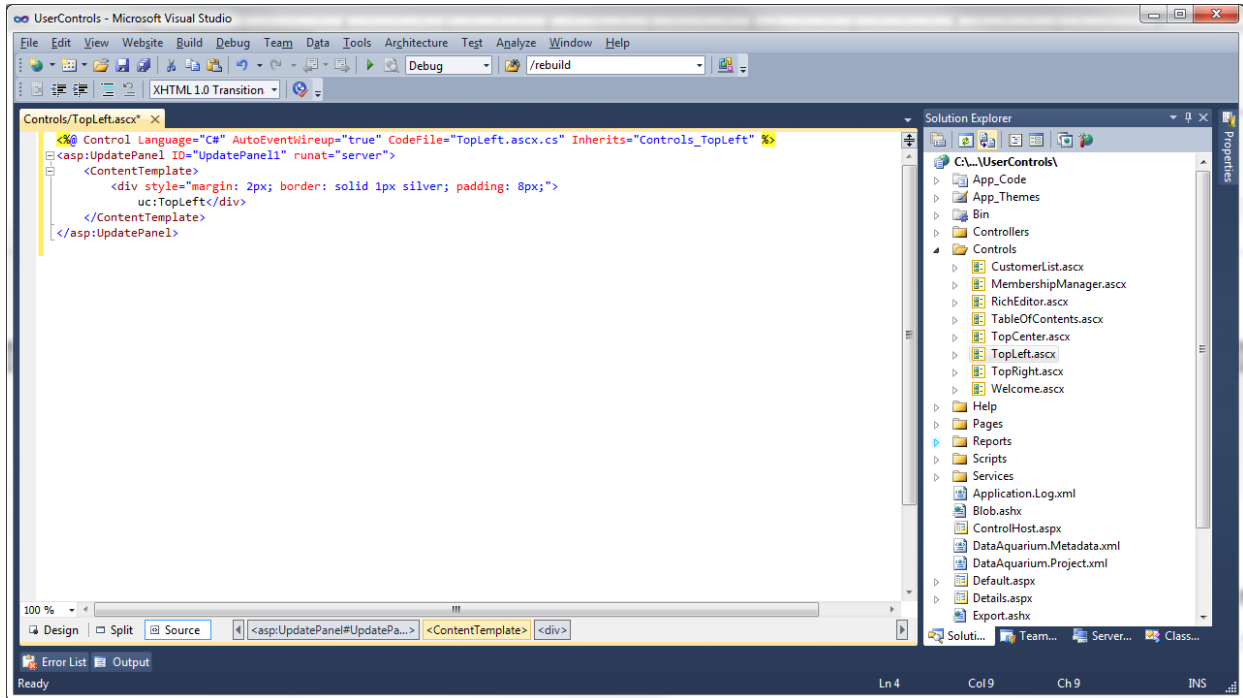 UserControls - Microsoft Visual Studio
File Edit View Website Build Debug Team Data Tools Architecture Test Analyze Window Help
Debug /rebuild
XHTML 1.0 Transition
Controls/TopLeft.ascx*
<%@ Control Language="C#" AutoEventWireup="true" CodeFile="TopLeft.ascx.cs" Inherits="Controls_TopLeft" %>
<asp:UpdatePanel ID="UpdatePanel1" runat="server">
<ContentTemplate>
<div style="margin: 2px; border: solid 1px silver; padding: 8px;">
uc:TopLeft</div>
</ContentTemplate>
</asp:UpdatePanel>
100 %
Design Split Source <asp:UpdatePanel#UpdatePa...> <ContentTemplate> <div>
Solution Explorer
C:\...\UserControls\
App_Code
App_Themes
Bin
Controllers
Controls
CustomerList.ascx
MembershipManager.ascx
RichEditor.ascx
TableOfContents.ascx
TopCenter.ascx
TopLeft.ascx
TopRight.ascx
Welcome.ascx
Help
Pages
Reports
Scripts
Services
Application.Log.xml
Blob.ashx
ControlHost.aspx
DataAquarium.Metadata.xml
DataAquarium.Project.xml
Default.aspx
Details.aspx
Export.ashx
Soluti... Team... Server... Class...
Properties
Error List Output
Ready Ln 4 Col 9 Ch 9 INS